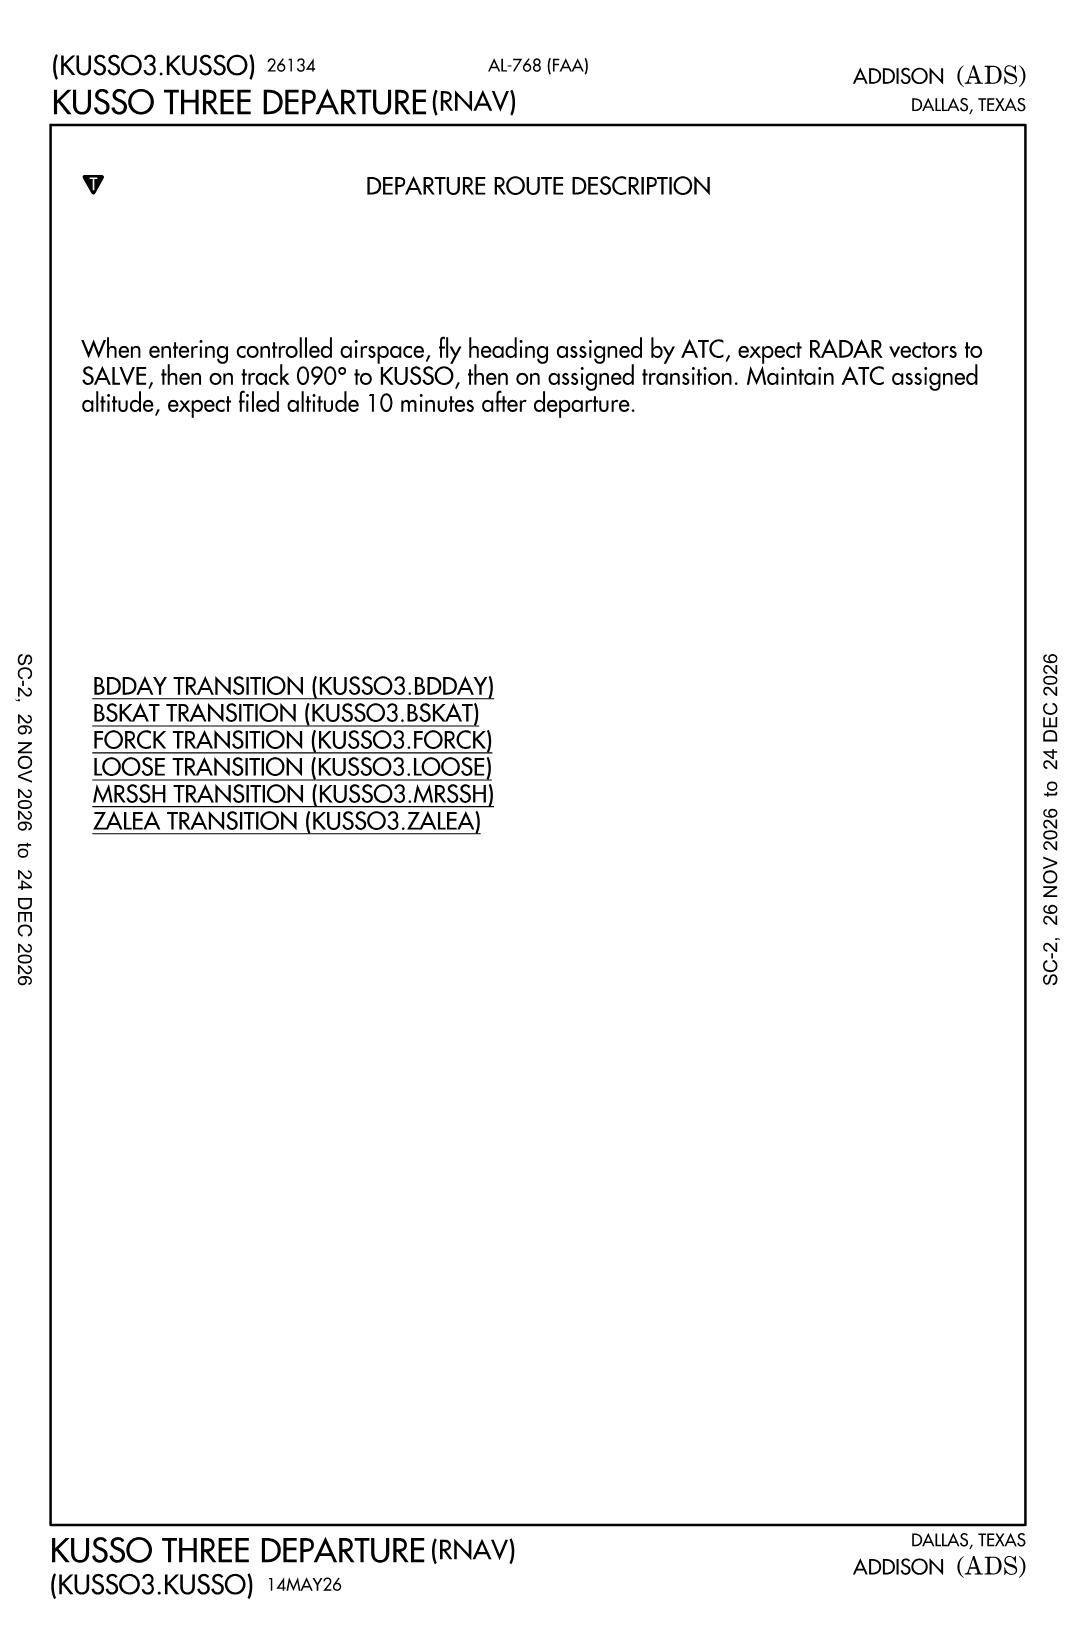 (KUSSO3.KUSSO) 26134
AL-768 (FAA)
ADDISON (ADS)
KUSSO THREE DEPARTURE (RNAV)
DALLAS, TEXAS
T
DEPARTURE ROUTE DESCRIPTION
When entering controlled airspace, fly heading assigned by ATC, expect RADAR vectors to
SALVE, then on track 090° to KUSSO, then on assigned transition. Maintain ATC assigned
altitude, expect filed altitude 10 minutes after departure.
BDDAY TRANSITION (KUSSO3.BDDAY)
BSKAT TRANSITION (KUSSO3.BSKAT)
FORCK TRANSITION (KUSSO3.FORCK)
LOOSE TRANSITION (KUSSO3.LOOSE)
MRSSH TRANSITION (KUSSO3.MRSSH)
ZALEA TRANSITION (KUSSO3.ZALEA)
SC-2, 26 NOV 2026 to 24 DEC 2026
SC-2, 26 NOV 2026 to 24 DEC 2026
KUSSO THREE DEPARTURE (RNAV)
(KUSSO3.KUSSO) 14MAY26
DALLAS, TEXAS
ADDISON (ADS)